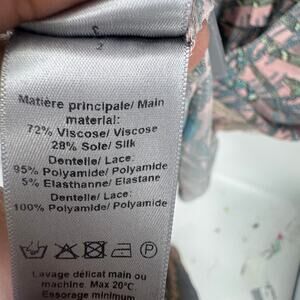 Matière principale/ Main
material:
72% Viscose/ Viscose
28% Soie/ Silk
Dentelle/ Lace:
95% Polyamide/ Polyamide
5% Elasthanne/ Elastane
Dentelle/ Lace:
100% Polyamide/ Polyamide
P
Lavage délicat main ou
machine. Max 20°C.
Essorage minimum